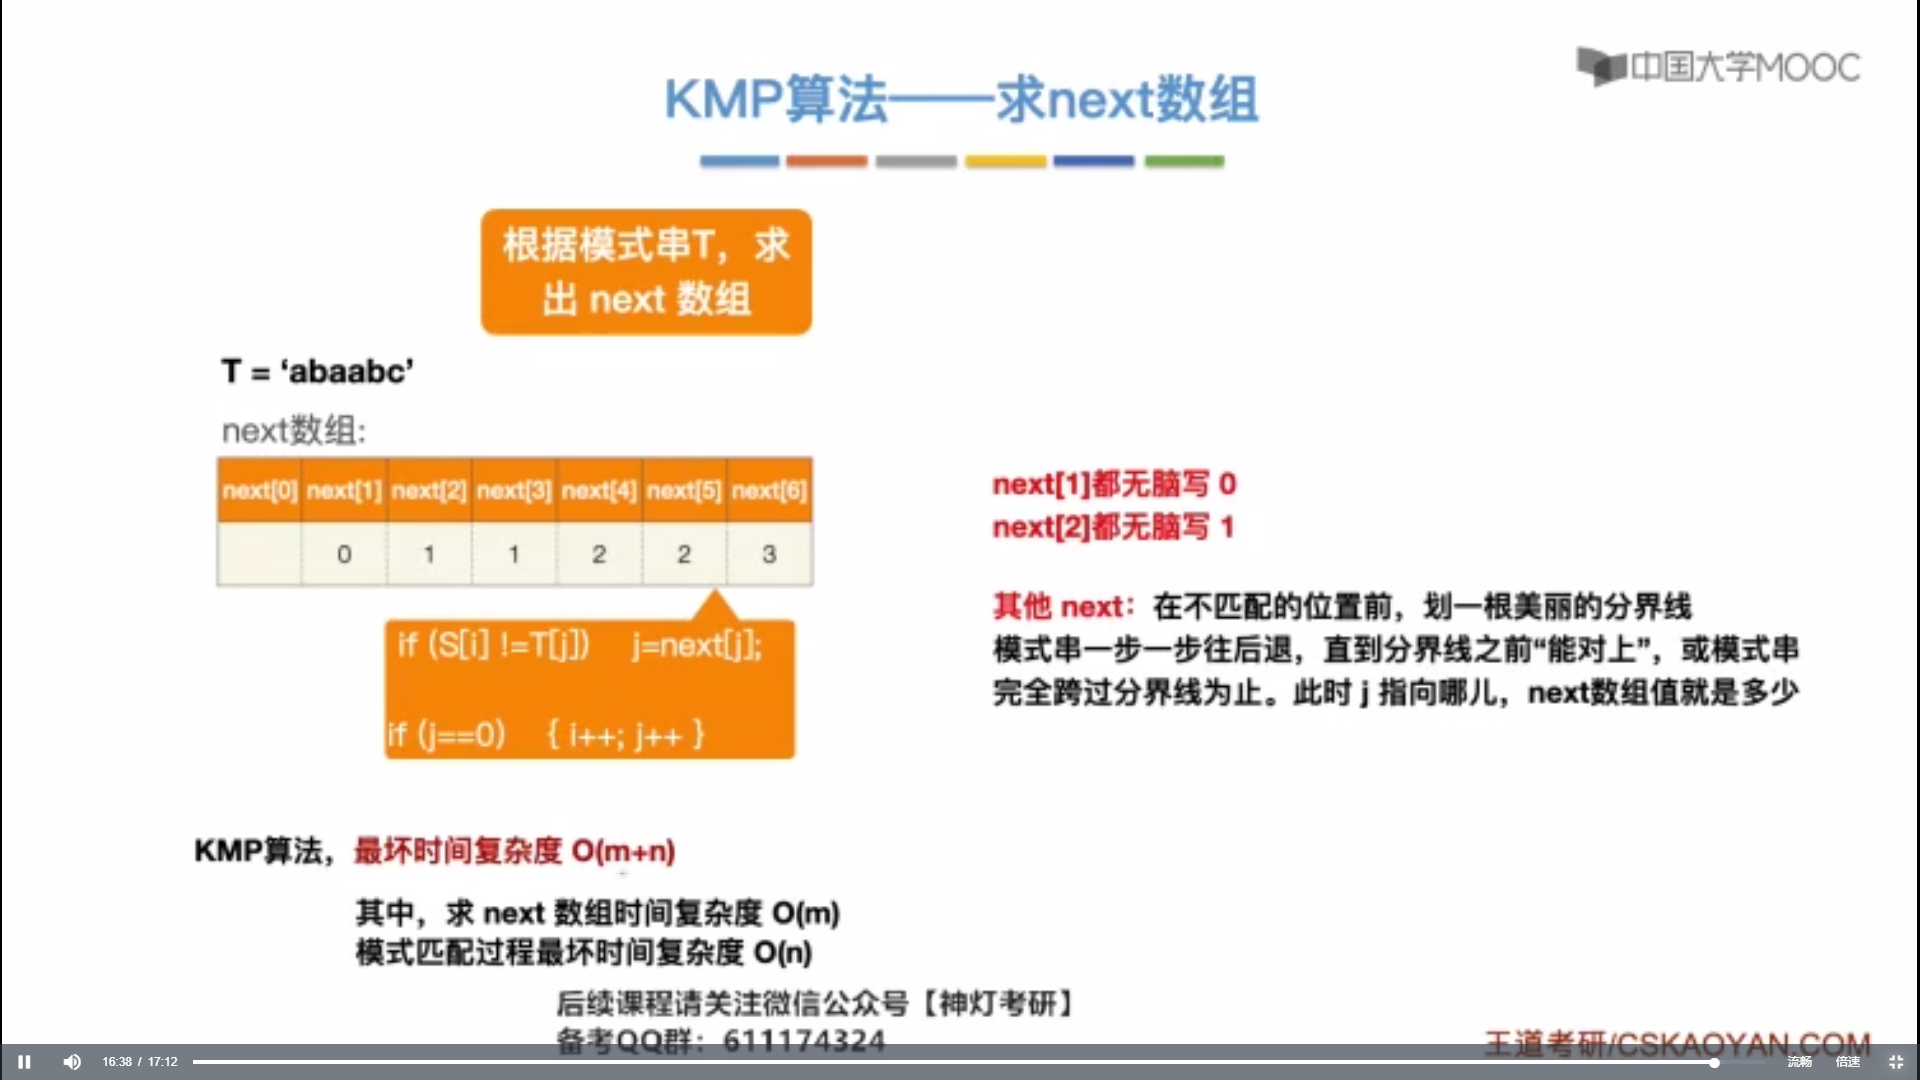 中国大学MOOC
KMP算法——求next数组
根据模式串T，求
出 next 数组
T = ‘abaabc’
next数组:
next[0] next[1] next[2] next[3] next[4] next[5] next[6]
0 1 1 2 2 3
if (S[i] !=T[j]) j=next[j];
if (j==0) { i++; j++ }
next[1]都无脑写 0
next[2]都无脑写 1
其他 next：在不匹配的位置前，划一根美丽的分界线
模式串一步一步往后退，直到分界线之前“能对上”，或模式串
完全跨过分界线为止。此时 j 指向哪儿，next数组值就是多少
KMP算法，最坏时间复杂度 O(m+n)
其中，求 next 数组时间复杂度 O(m)
模式匹配过程最坏时间复杂度 O(n)
后续课程请关注微信公众号【神灯考研】
备考QQ群：611174324
王道考研/CSKAOYAN.COM
16:38 / 17:12
流畅 倍速